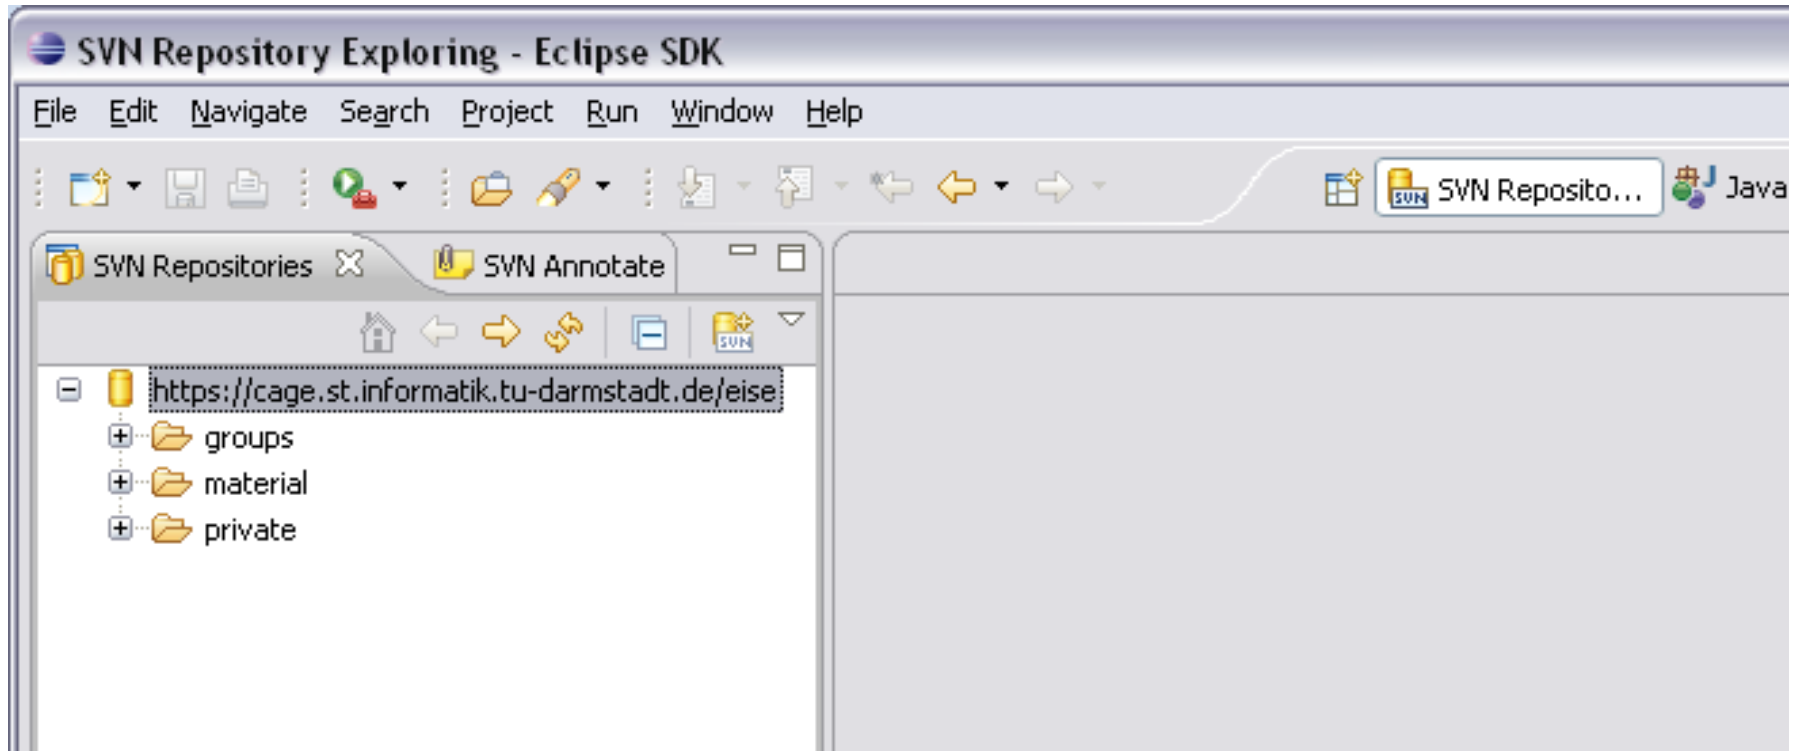 SVN Repository Exploring - Eclipse SDK
File Edit Navigate Search Project Run Window Help
SVN SVN Reposito... Java
SVN Repositories SVN Annotate
SVN
https://cage.st.informatik.tu-darmstadt.de/eise
groups
material
private